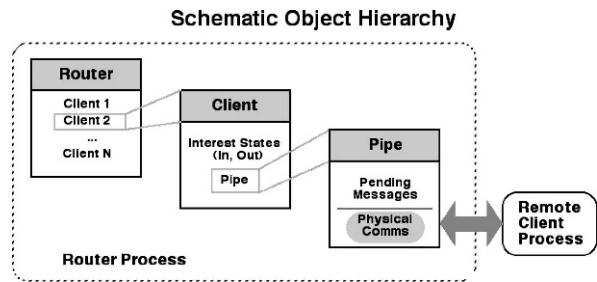 Schematic Object Hierarchy
Router
Client 1
Client 2
...
Client N
Client
Interest States
(In, Out)
Pipe
Pipe
Pending
Messages
Physical
Comms
Remote
Client
Process
Router Process